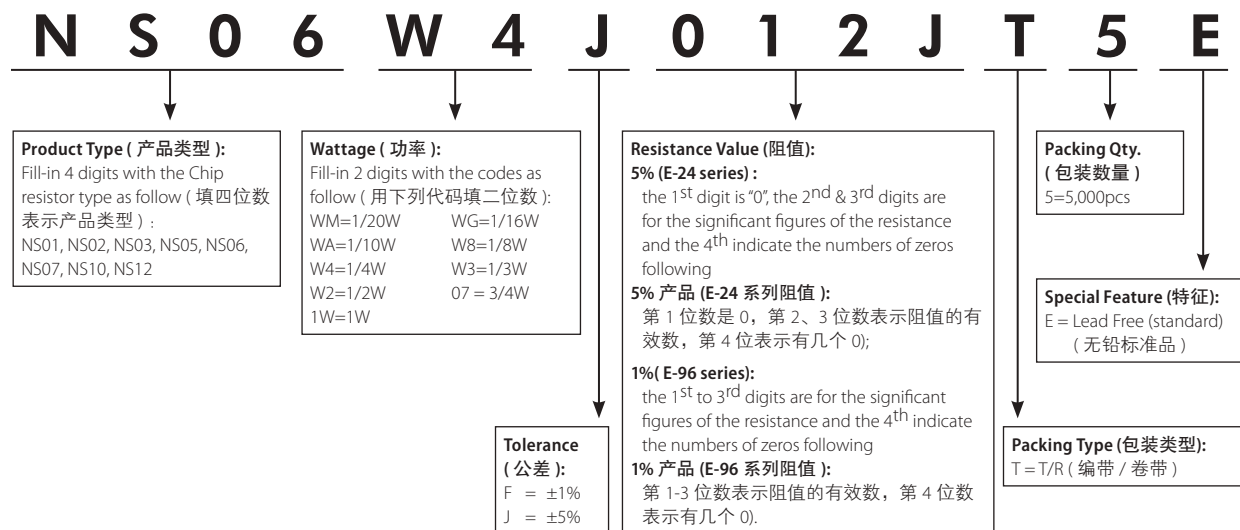 N S 0 6 W 4 J 0 1 2 J T 5 E
Product Type ( 产品类型 ):
Fill-in 4 digits with the Chip
resistor type as follow ( 填四位数
表示产品类型 ) :
NS01, NS02, NS03, NS05, NS06,
NS07, NS10, NS12
Wattage ( 功率 ):
Fill-in 2 digits with the codes as
follow ( 用下列代码填二位数):
WM=1/20W WG=1/16W
WA=1/10W W8=1/8W
W4=1/4W W3=1/3W
W2=1/2W 07 = 3/4W
1W=1W
Tolerance
( 公差 ):
F = ±1%
J = ±5%
Resistance Value (阻值):
5% (E-24 series) :
the 1st digit is "0", the 2nd & 3rd digits are
for the significant figures of the resistance
and the 4th indicate the numbers of zeros
following
5% 产品 (E-24 系列阻值 ):
第 1 位数是 0，第 2、3 位数表示阻值的有
效数，第 4 位表示有几个 0);
1%( E-96 series):
the 1st to 3rd digits are for the significant
figures of the resistance and the 4th indicate
the numbers of zeros following
1% 产品 (E-96 系列阻值 ):
第 1-3 位数表示阻值的有效数，第 4 位数
表示有几个 0).
Packing Qty.
( 包装数量 )
5=5,000pcs
Special Feature (特征):
E = Lead Free (standard)
( 无铅标准品 )
Packing Type (包装类型):
T = T/R ( 编带 / 卷带 )